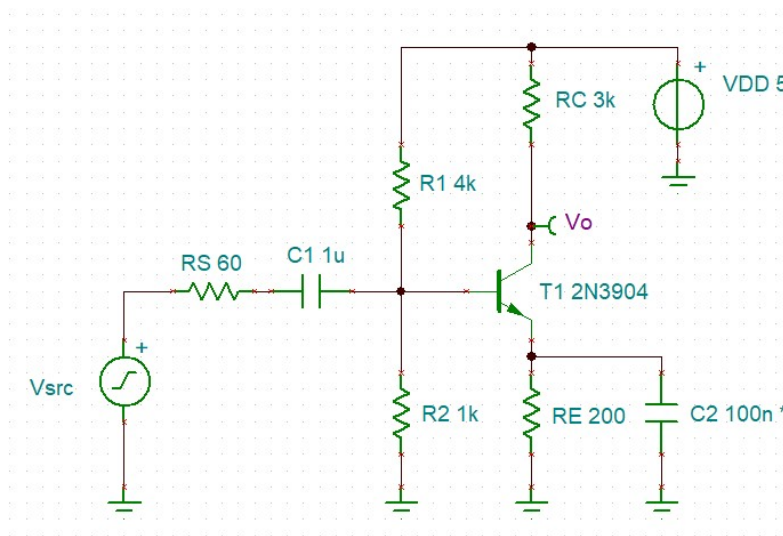 RC 3k
+
VDD 5
R1 4k
Vo
RS 60
C1 1u
T1 2N3904
+
Vsrc
R2 1k
RE 200
C2 100n *